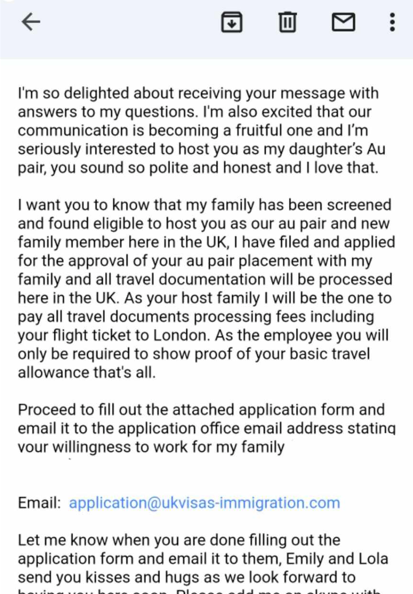 I'm so delighted about receiving your message with
answers to my questions. I'm also excited that our
communication is becoming a fruitful one and I'm
seriously interested to host you as my daughter's Au
pair, you sound so polite and honest and I love that.
I want you to know that my family has been screened
and found eligible to host you as our au pair and new
family member here in the UK, I have filed and applied
for the approval of your au pair placement with my
family and all travel documentation will be processed
here in the UK. As your host family I will be the one to
pay all travel documents processing fees including
your flight ticket to London. As the employee you will
only be required to show proof of your basic travel
allowance that's all.
Proceed to fill out the attached application form and
email it to the application office email address stating
your willingness to work for my family
Email: application@ukvisas-immigration.com
Let me know when you are done filling out the
application form and email it to them, Emily and Lola
send you kisses and hugs as we look forward to
having you here soon. Please add me on skype with